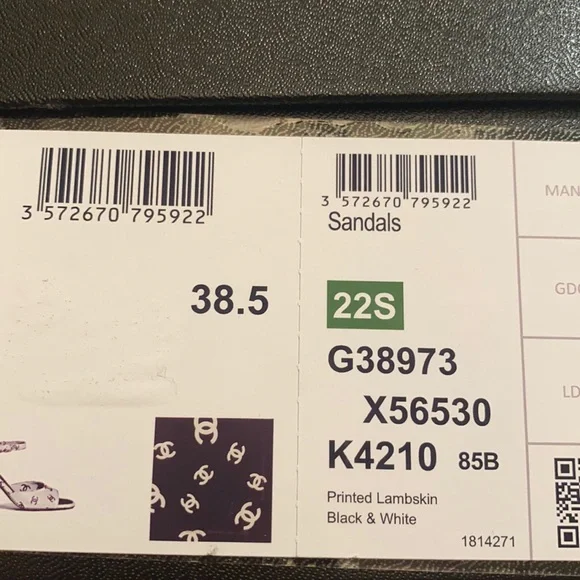 3 572670 795922
38.5
3 572670 795922
Sandals
22S
G38973
X56530
K4210 85B
Printed Lambskin
Black & White
1814271
MAN
GD
LD